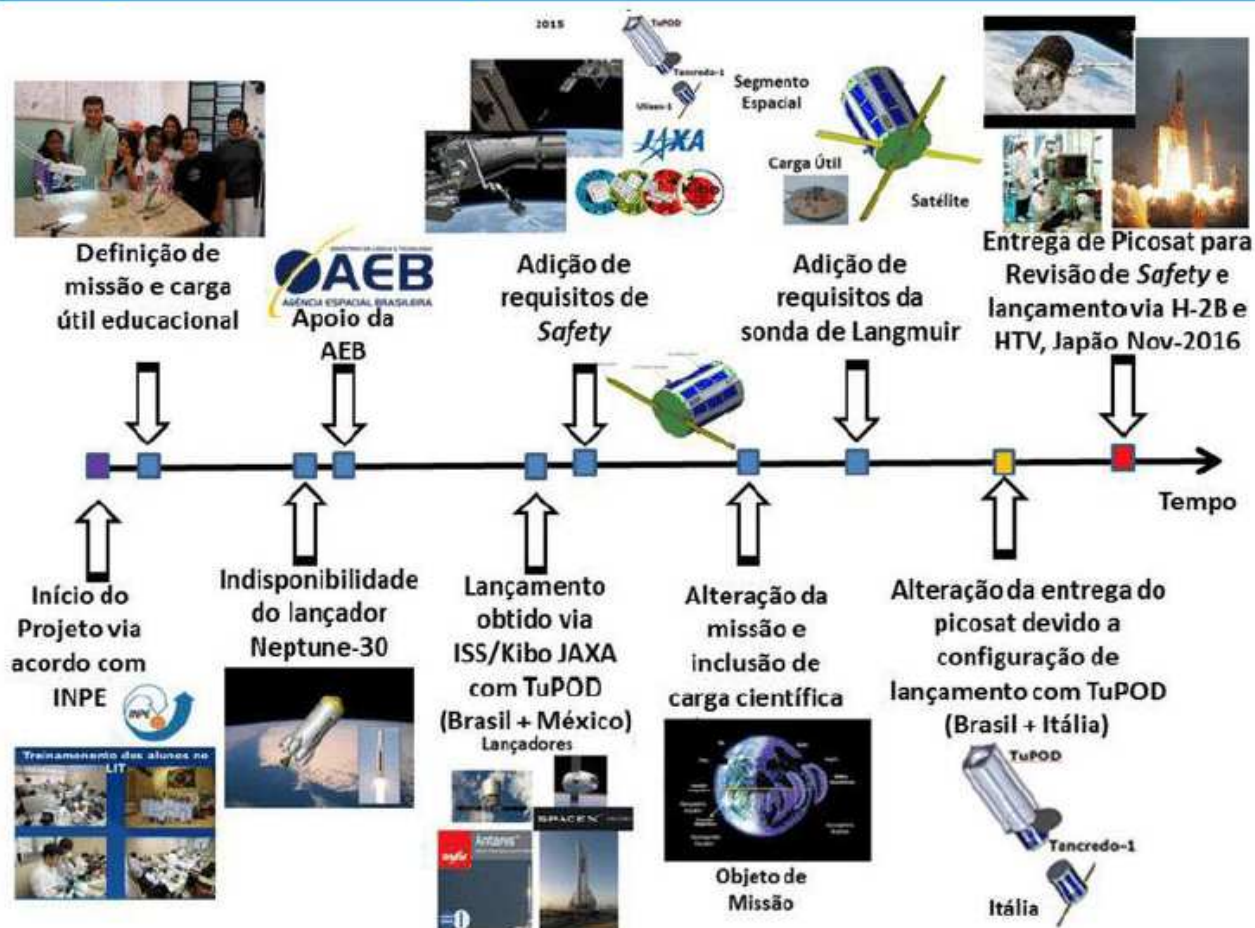 2015
TuPOD
Tancredo-1
Ulises-1
JAXA
Segmento
Espacial
Carga Útil
Satélite
Definição de
missão e carga
útil educacional
AEB
AGÊNCIA ESPACIAL BRASILEIRA
Apoio da
AEB
Adição de
requisitos de
Safety
Adição de
requisitos da
sonda de Langmuir
Entrega de Picosat para
Revisão de Safety e
lançamento via H-2B e
HTV, Japão Nov-2016
Tempo
Início do
Projeto via
acordo com
INPE
INPE
Treinamento dos alunos no
LIT
Indisponibilidade
do lançador
Neptune-30
Lançamento
obtido via
ISS/Kibo JAXA
com TuPOD
(Brasil + México)
Lançadores
SPACEX
Antares
Alteração da
missão e
inclusão de
carga científica
Objeto de
Missão
Alteração da entrega do
picosat devido a
configuração de
lançamento com TuPOD
(Brasil + Itália)
TuPOD
Tancredo-1
Itália